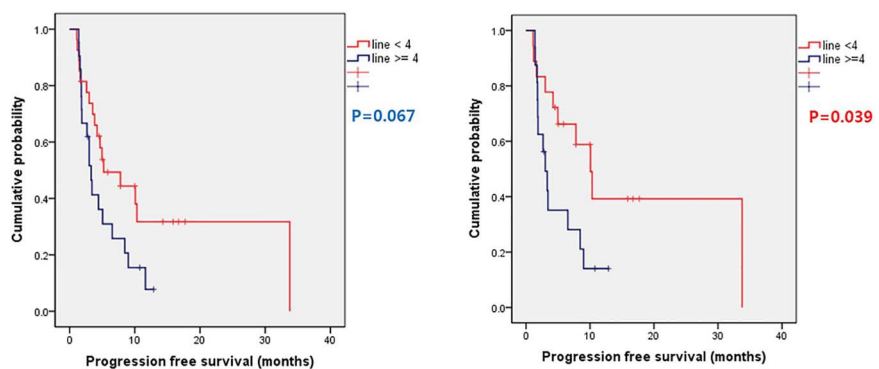 1.0
0.8
0.6
0.4
0.2
0.0
Cumulative probability
0 10 20 30 40
Progression free survival (months)
line < 4
line >= 4
P=0.067
1.0
0.8
0.6
0.4
0.2
0.0
Cumulative probability
0 10 20 30 40
Progression free survival (months)
line <4
line >=4
P=0.039